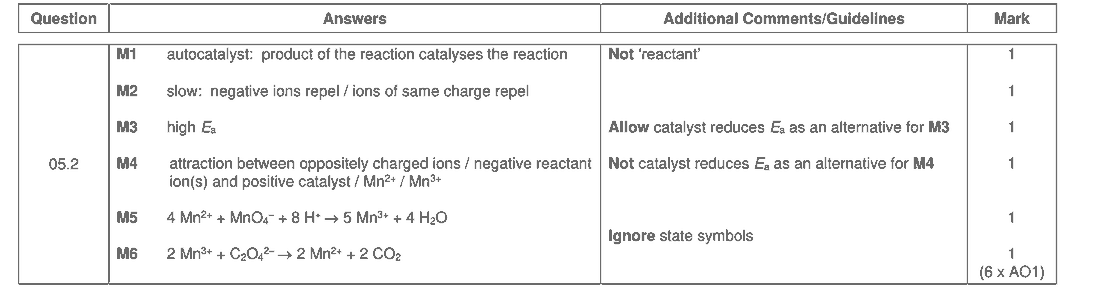 Question Answers Additional Comments/Guidelines Mark
M1 autocatalyst: product of the reaction catalyses the reaction Not 'reactant' 1
M2 slow: negative ions repel / ions of same charge repel 1
M3 high Eₐ Allow catalyst reduces Eₐ as an alternative for M3 1
05.2 M4 attraction between oppositely charged ions / negative reactant Not catalyst reduces Eₐ as an alternative for M4 1
ion(s) and positive catalyst / Mn²⁺ / Mn³⁺
M5 4 Mn²⁺ + MnO₄⁻ + 8 H⁺ → 5 Mn³⁺ + 4 H₂O 1
Ignore state symbols
M6 2 Mn³⁺ + C₂O₄²⁻ → 2 Mn²⁺ + 2 CO₂ 1
(6 x AO1)